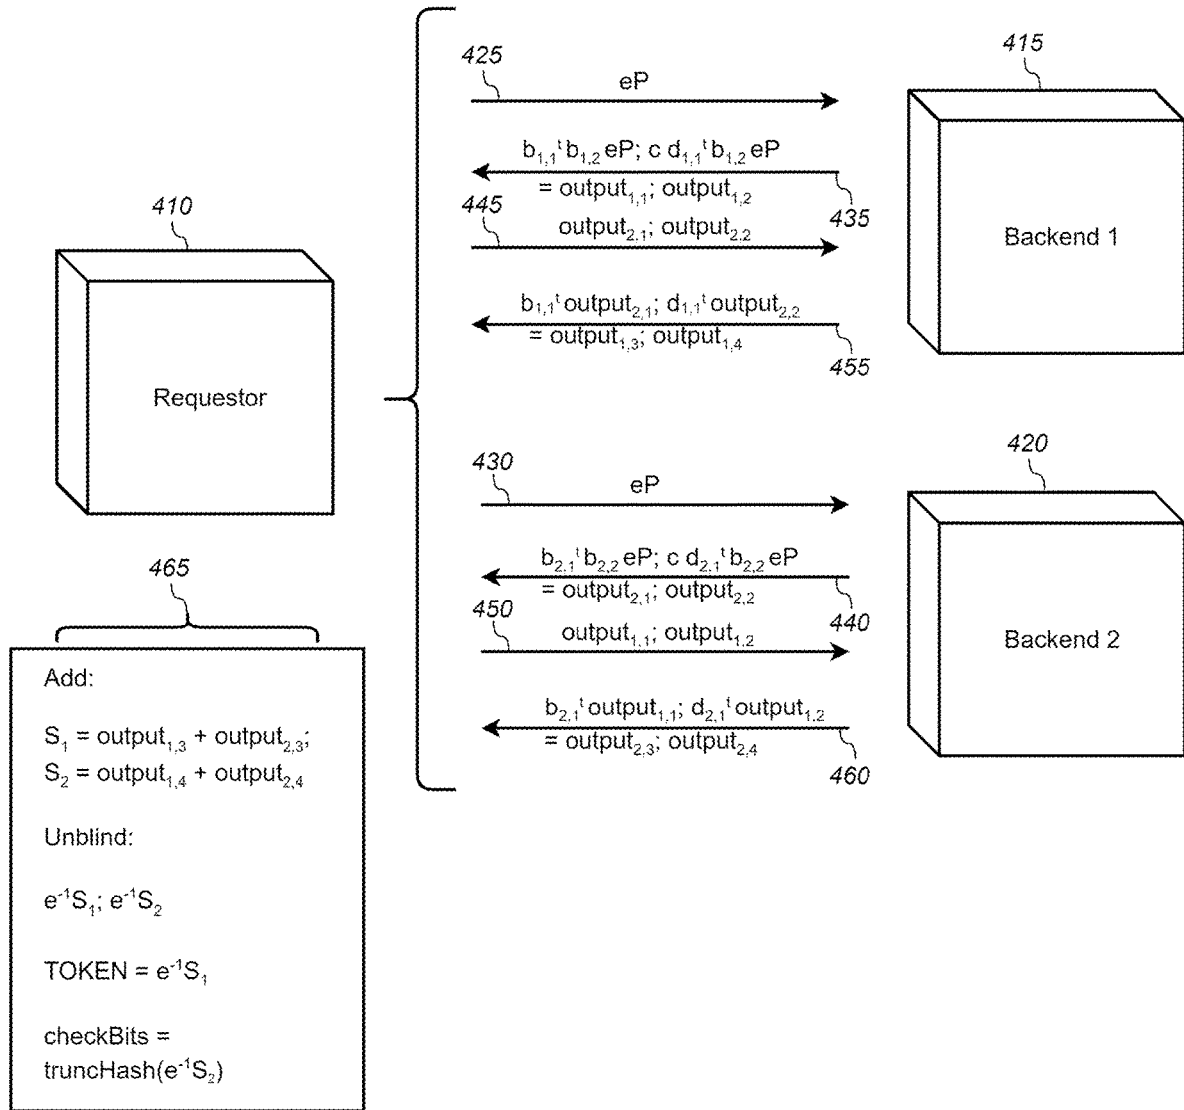 425
eP
415
b₁,₁ᵗ b₁,₂ eP; c d₁,₁ᵗ b₁,₂ eP
= output₁,₁; output₁,₂
435
445
output₂,₁; output₂,₂
Backend 1
b₁,₁ᵗ output₂,₁; d₁,₁ᵗ output₂,₂
= output₁,₃; output₁,₄
455
410
Requestor
430
eP
420
b₂,₁ᵗ b₂,₂ eP; c d₂,₁ᵗ b₂,₂ eP
= output₂,₁; output₂,₂
440
450
output₁,₁; output₁,₂
Backend 2
b₂,₁ᵗ output₁,₁; d₂,₁ᵗ output₁,₂
= output₂,₃; output₂,₄
460
465
Add:
S₁ = output₁,₃ + output₂,₃;
S₂ = output₁,₄ + output₂,₄
Unblind:
e⁻¹S₁; e⁻¹S₂
TOKEN = e⁻¹S₁
checkBits =
truncHash(e⁻¹S₂)